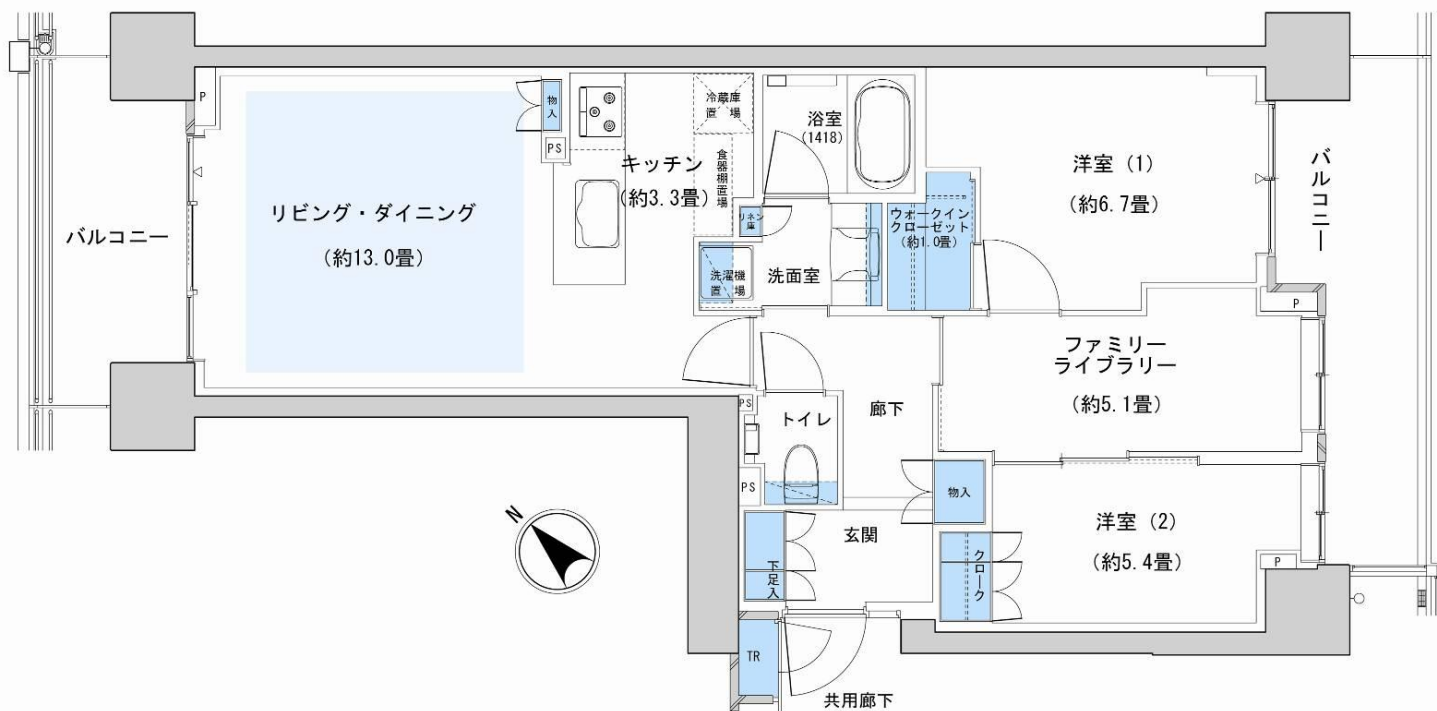 バルコニー
P
リビング・ダイニング
(約13.0畳)
物
入
PS
キッチン
(約3.3畳)
冷蔵庫
置 場
食器棚置場
浴室
(1418)
リネン
庫
洗濯機
置 場
洗面室
ウォークイン
クローゼット
(約1.0畳)
洋室 (1)
(約6.7畳)
バルコニー
P
ファミリー
ライブラリー
(約5.1畳)
廊下
トイレ
PS
PS
物入
玄関
下足入
クローク
洋室 (2)
(約5.4畳)
P
TR
共用廊下
N